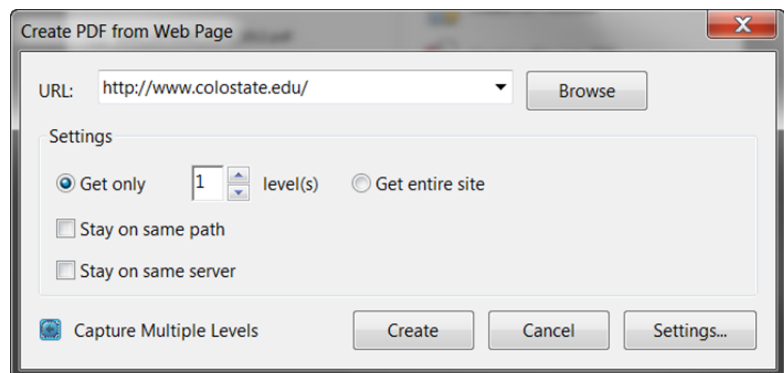 Create PDF from Web Page
URL: http://www.colostate.edu/ Browse
Settings
Get only 1 level(s) Get entire site
Stay on same path
Stay on same server
Capture Multiple Levels Create Cancel Settings...